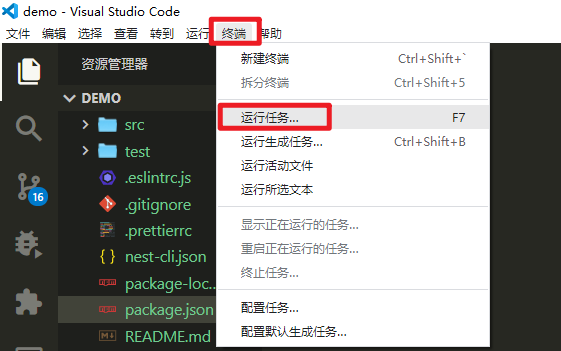 demo - Visual Studio Code
文件 编辑 选择 查看 转到 运行 终端 帮助
资源管理器
DEMO
src
test
.eslintrc.js
.gitignore
.prettierrc
nest-cli.json
package-loc...
package.json
README.md
16
新建终端 Ctrl+Shift+`
拆分终端 Ctrl+Shift+5
运行任务... F7
运行生成任务... Ctrl+Shift+B
运行活动文件
运行所选文本
显示正在运行的任务...
重启正在运行的任务...
终止任务...
配置任务...
配置默认生成任务...